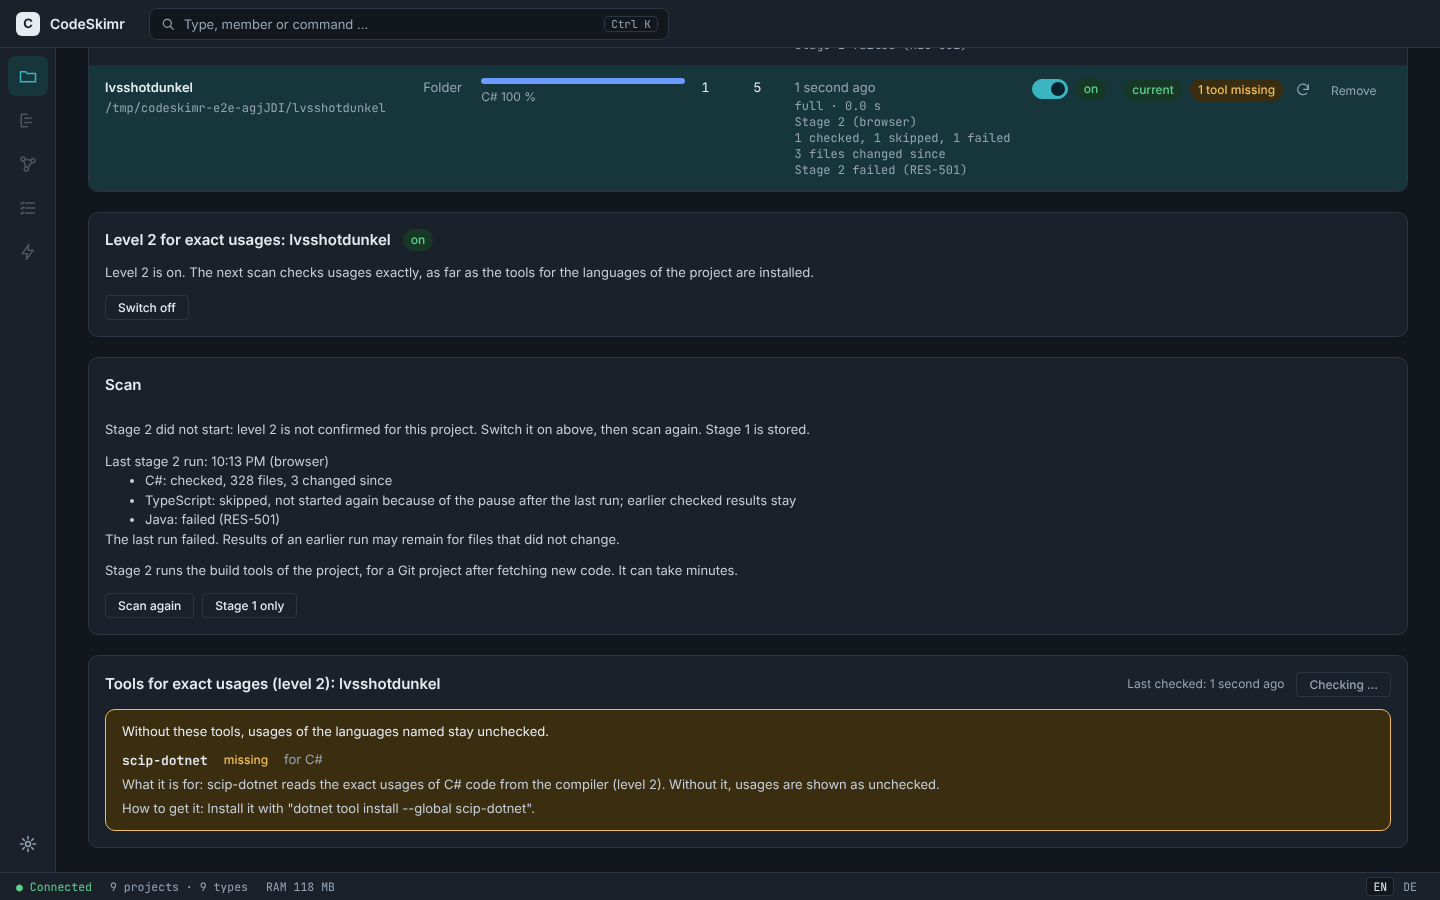 C CodeSkimr Type, member or command ... Ctrl K
lvsshotdunkel Folder 1 5 1 second ago on current 1 tool missing Remove
C# 100 %
/tmp/codeskimr-e2e-agjJDI/lvsshotdunkel full · 0.0 s
Stage 2 (browser)
1 checked, 1 skipped, 1 failed
3 files changed since
Stage 2 failed (RES-501)
Level 2 for exact usages: lvsshotdunkel on
Level 2 is on. The next scan checks usages exactly, as far as the tools for the languages of the project are installed.
Switch off
Scan
Stage 2 did not start: level 2 is not confirmed for this project. Switch it on above, then scan again. Stage 1 is stored.
Last stage 2 run: 10:13 PM (browser)
• C#: checked, 328 files, 3 changed since
• TypeScript: skipped, not started again because of the pause after the last run; earlier checked results stay
• Java: failed (RES-501)
The last run failed. Results of an earlier run may remain for files that did not change.
Stage 2 runs the build tools of the project, for a Git project after fetching new code. It can take minutes.
Scan again Stage 1 only
Tools for exact usages (level 2): lvsshotdunkel Last checked: 1 second ago Checking ...
Without these tools, usages of the languages named stay unchecked.
scip-dotnet missing for C#
What it is for: scip-dotnet reads the exact usages of C# code from the compiler (level 2). Without it, usages are shown as unchecked.
How to get it: Install it with "dotnet tool install --global scip-dotnet".
Connected 9 projects · 9 types RAM 118 MB EN DE